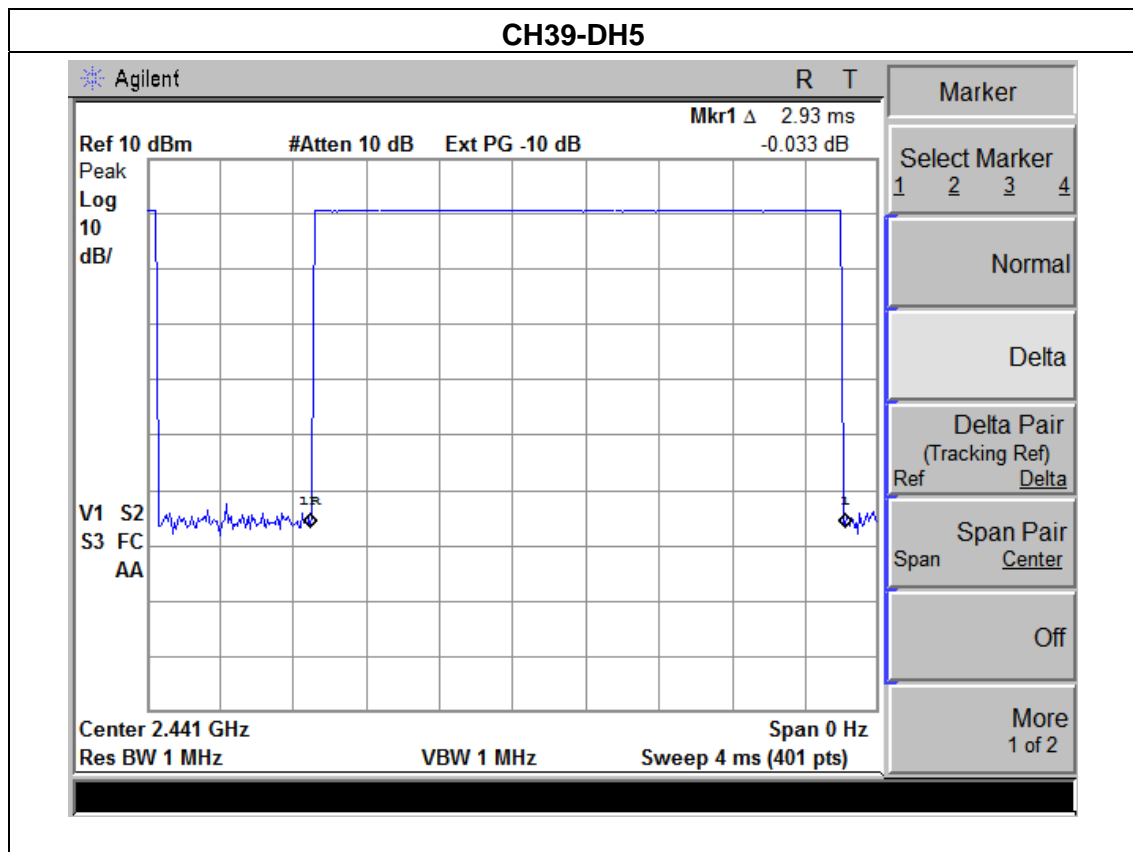 CH39-DH5
Agilent R T
Mkr1 Δ 2.93 ms
Ref 10 dBm #Atten 10 dB Ext PG -10 dB -0.033 dB
Peak
Log
10
dB/
1R 1
V1 S2
S3 FC
AA
Center 2.441 GHz Span 0 Hz
Res BW 1 MHz VBW 1 MHz Sweep 4 ms (401 pts)
Marker
Select Marker
1 2 3 4
Normal
Delta
Delta Pair
(Tracking Ref)
Ref Delta
Span Pair
Span Center
Off
More
1 of 2